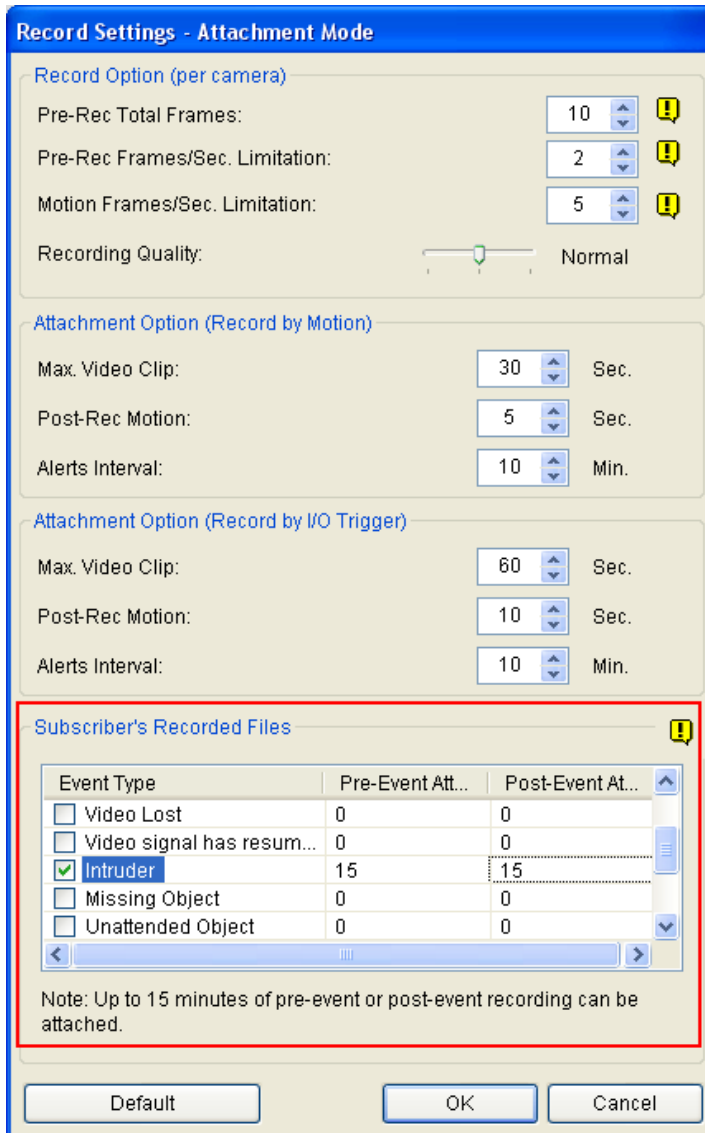 Record Settings - Attachment Mode
Record Option (per camera)
Pre-Rec Total Frames: 10
Pre-Rec Frames/Sec. Limitation: 2
Motion Frames/Sec. Limitation: 5
Recording Quality: Normal
Attachment Option (Record by Motion)
Max. Video Clip: 30 Sec.
Post-Rec Motion: 5 Sec.
Alerts Interval: 10 Min.
Attachment Option (Record by I/O Trigger)
Max. Video Clip: 60 Sec.
Post-Rec Motion: 10 Sec.
Alerts Interval: 10 Min.
Subscriber's Recorded Files
Event Type Pre-Event Att... Post-Event At...
Video Lost 0 0
Video signal has resum... 0 0
Intruder 15 15
Missing Object 0 0
Unattended Object 0 0
Note: Up to 15 minutes of pre-event or post-event recording can be
attached.
Default OK Cancel